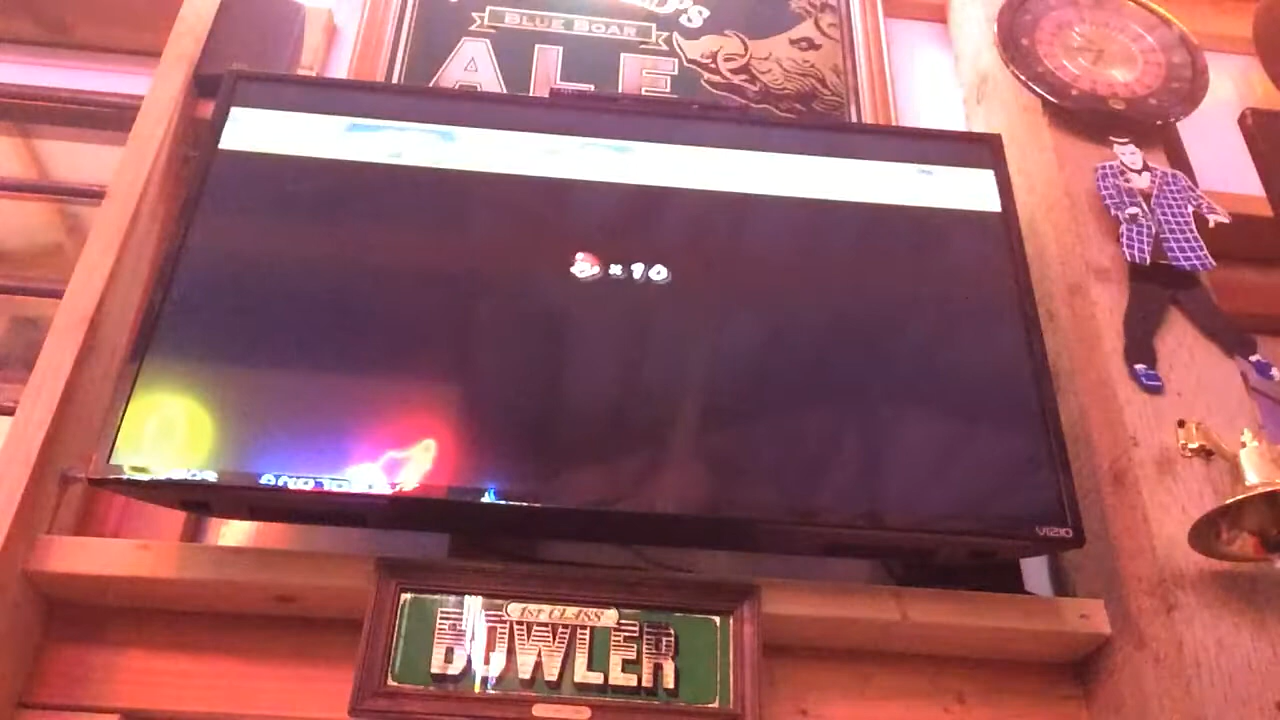 BLUE BOAR
ALE
x 10
VIZIO
1ST CLASS
BOWLER